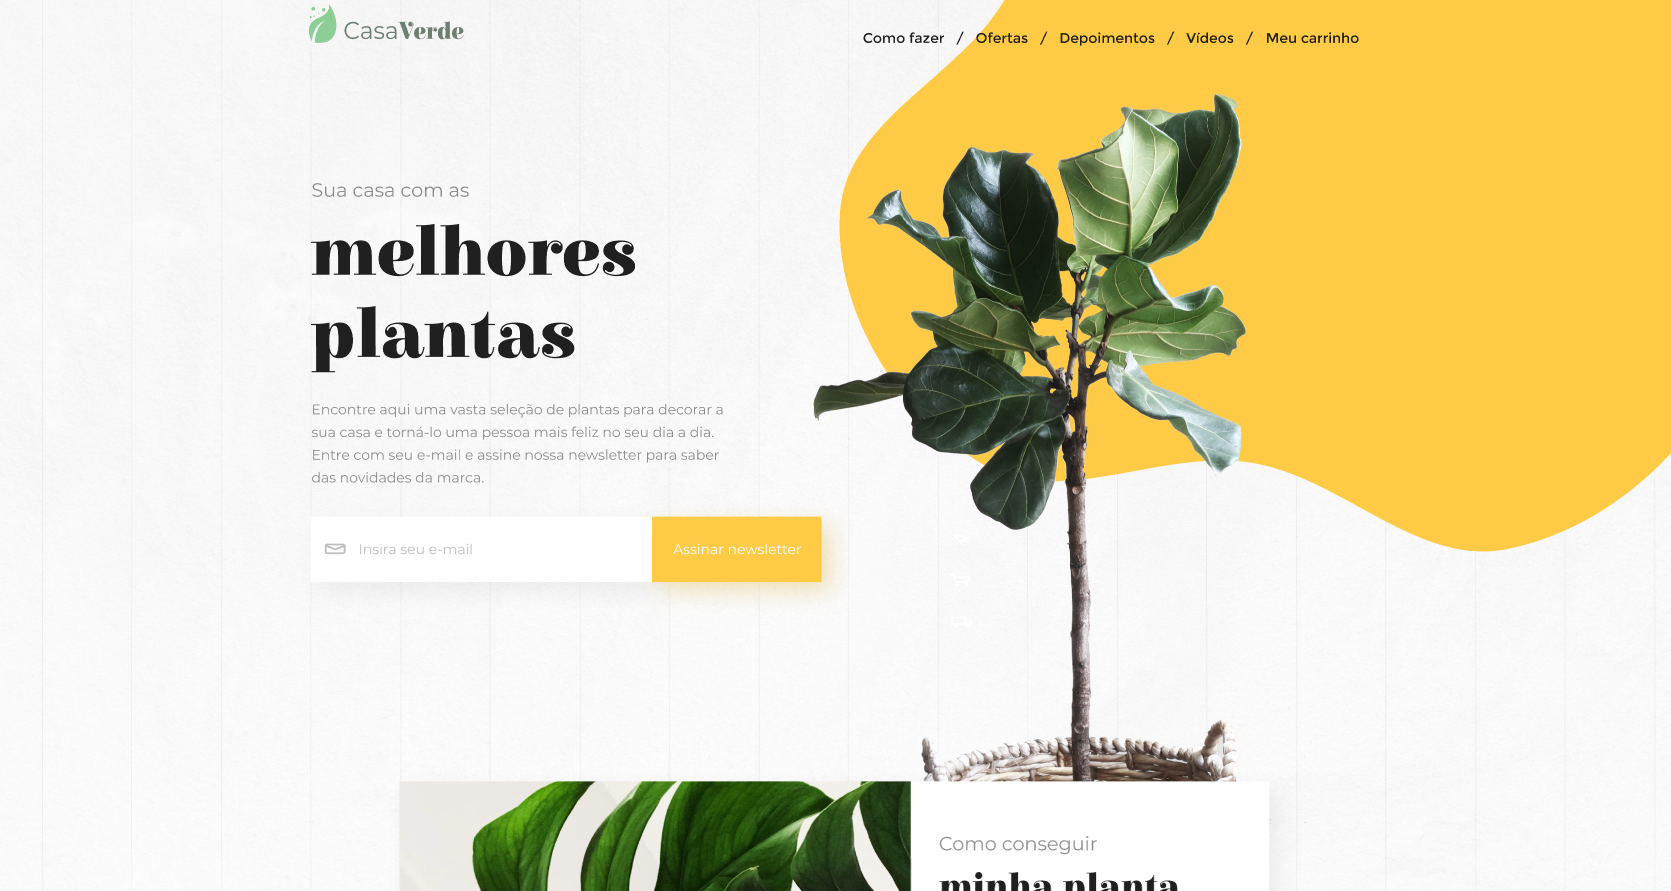 CasaVerde
Como fazer / Ofertas / Depoimentos / Vídeos / Meu carrinho
Sua casa com as
melhores
plantas
Encontre aqui uma vasta seleção de plantas para decorar a
sua casa e torná-lo uma pessoa mais feliz no seu dia a dia.
Entre com seu e-mail e assine nossa newsletter para saber
das novidades da marca.
Insira seu e-mail
Assinar newsletter
Como conseguir
minha planta